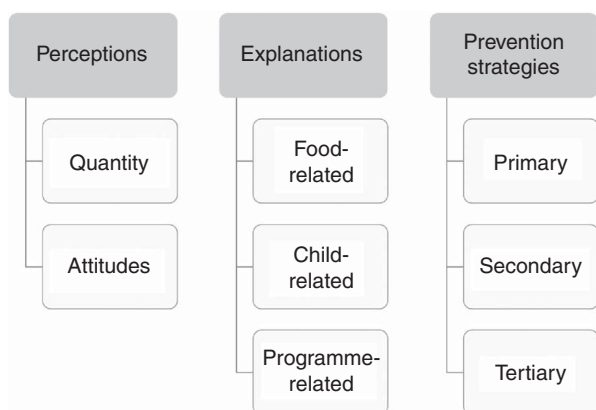 Perceptions
Quantity
Attitudes
Explanations
Food-
related
Child-
related
Programme-
related
Prevention
strategies
Primary
Secondary
Tertiary